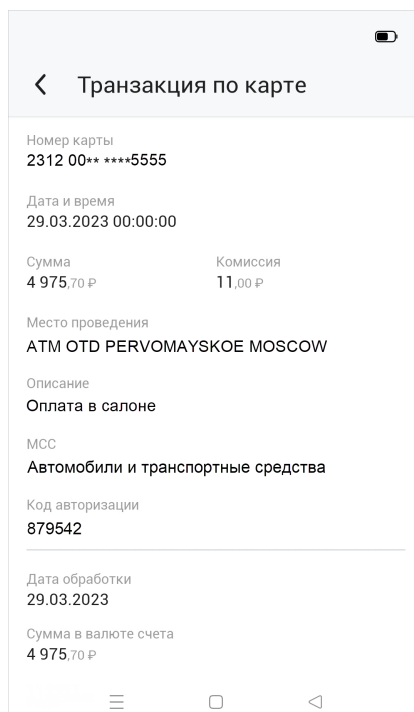 Транзакция по карте
Номер карты
2312 00** ****5555
Дата и время
29.03.2023 00:00:00
Сумма Комиссия
4 975,70 ₽ 11,00 ₽
Место проведения
ATM OTD PERVOMAYSKOE MOSCOW
Описание
Оплата в салоне
MCC
Автомобили и транспортные средства
Код авторизации
879542
Дата обработки
29.03.2023
Сумма в валюте счета
4 975,70 ₽